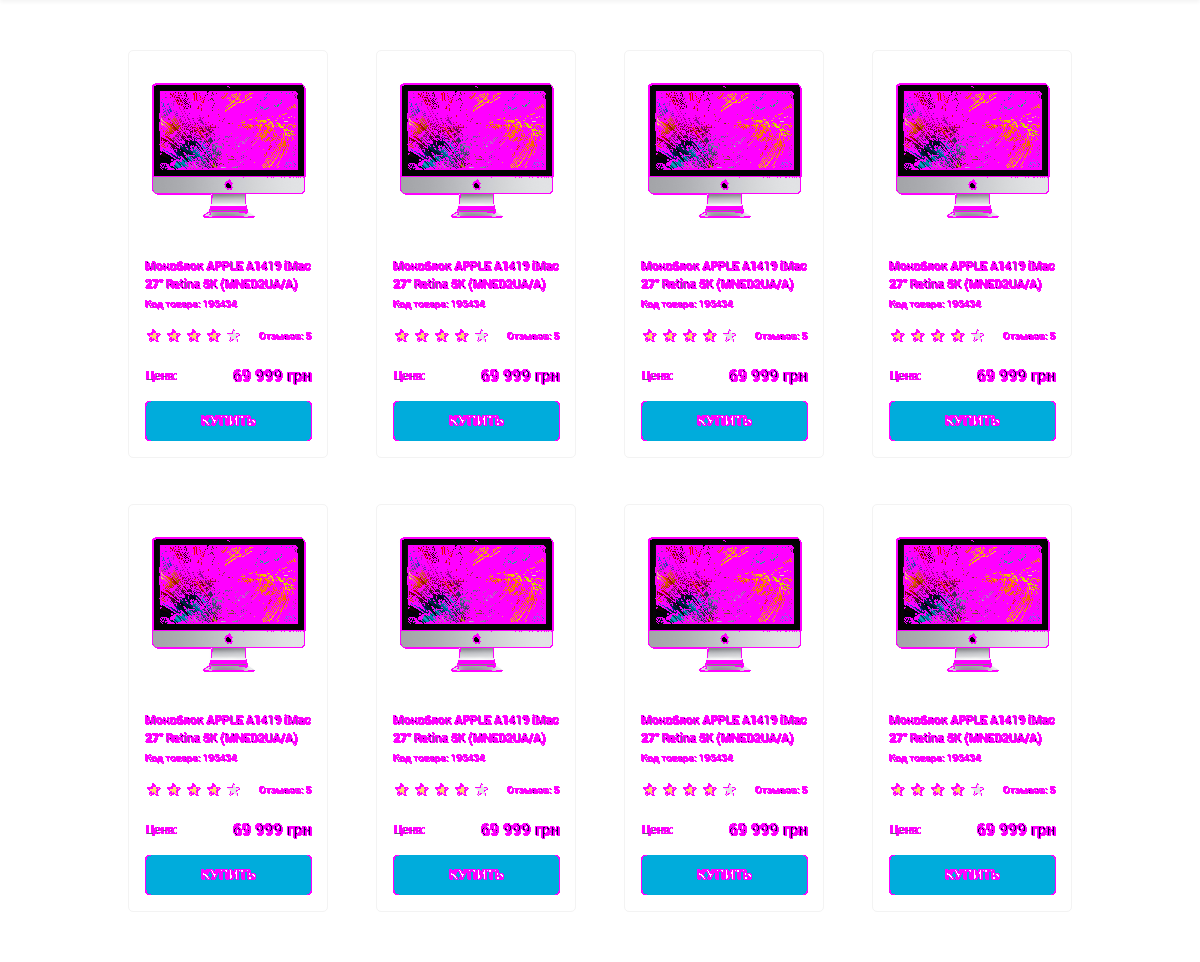 Моноблок APPLE A1419 iMac
27" Retina 5K (MNED2UA/A)
Код товара: 195434
Отзывов: 5
Цена:
69 999 грн
КУПИТЬ
Моноблок APPLE A1419 iMac
27" Retina 5K (MNED2UA/A)
Код товара: 195434
Отзывов: 5
Цена:
69 999 грн
КУПИТЬ
Моноблок APPLE A1419 iMac
27" Retina 5K (MNED2UA/A)
Код товара: 195434
Отзывов: 5
Цена:
69 999 грн
КУПИТЬ
Моноблок APPLE A1419 iMac
27" Retina 5K (MNED2UA/A)
Код товара: 195434
Отзывов: 5
Цена:
69 999 грн
КУПИТЬ
Моноблок APPLE A1419 iMac
27" Retina 5K (MNED2UA/A)
Код товара: 195434
Отзывов: 5
Цена:
69 999 грн
КУПИТЬ
Моноблок APPLE A1419 iMac
27" Retina 5K (MNED2UA/A)
Код товара: 195434
Отзывов: 5
Цена:
69 999 грн
КУПИТЬ
Моноблок APPLE A1419 iMac
27" Retina 5K (MNED2UA/A)
Код товара: 195434
Отзывов: 5
Цена:
69 999 грн
КУПИТЬ
Моноблок APPLE A1419 iMac
27" Retina 5K (MNED2UA/A)
Код товара: 195434
Отзывов: 5
Цена:
69 999 грн
КУПИТЬ